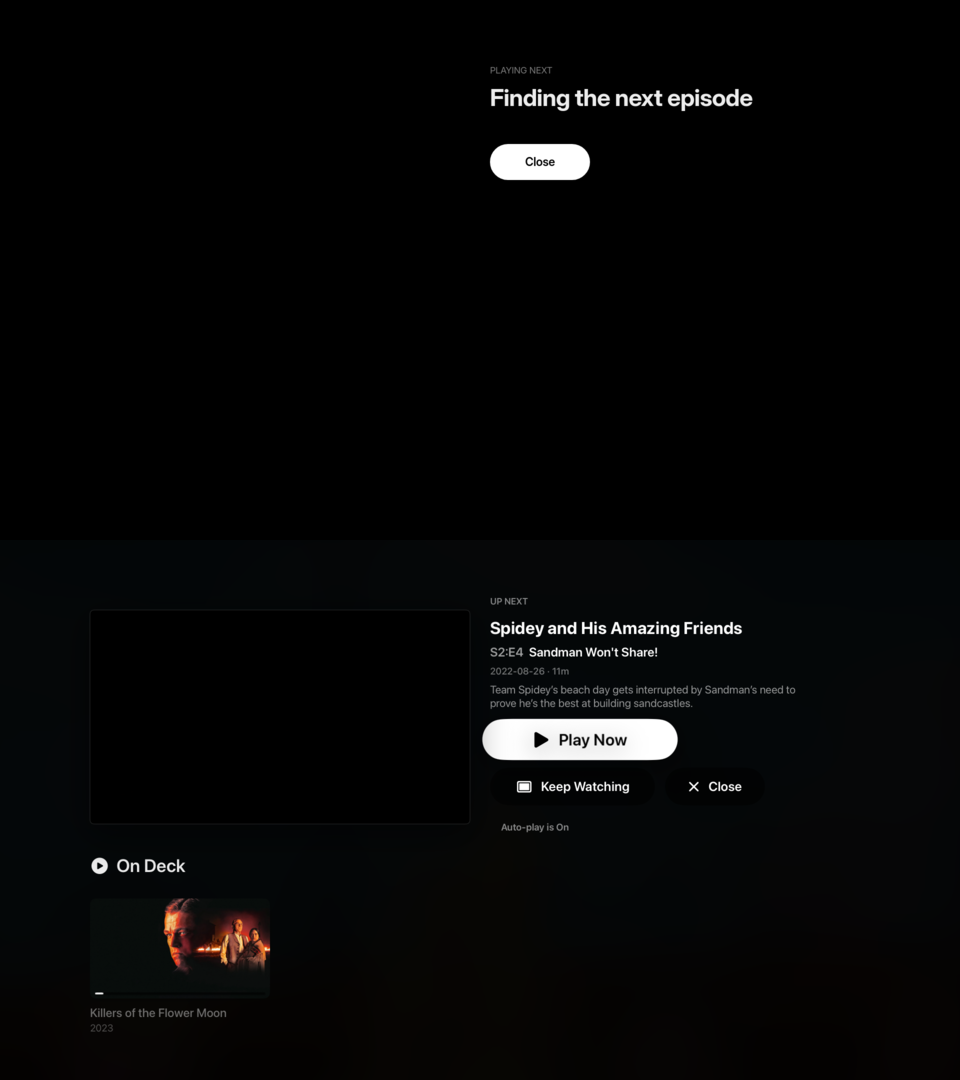 PLAYING NEXT
Finding the next episode
Close
UP NEXT
Spidey and His Amazing Friends
S2:E4 Sandman Won't Share!
2022-08-26 · 11m
Team Spidey's beach day gets interrupted by Sandman's need to
prove he's the best at building sandcastles.
Play Now
Keep Watching
Close
Auto-play is On
On Deck
Killers of the Flower Moon
2023